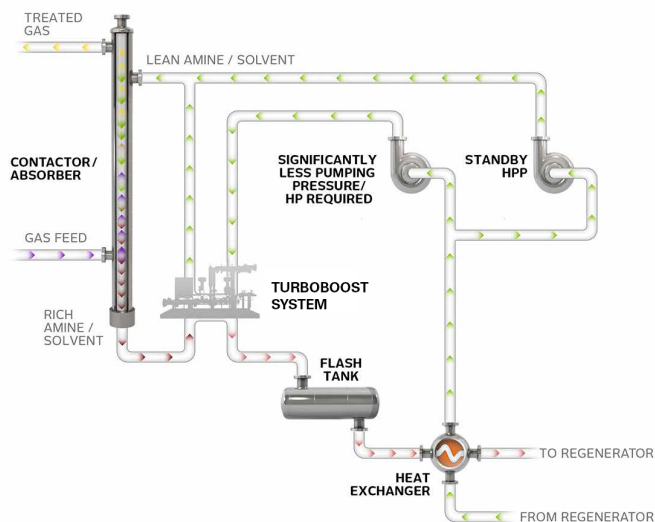 TREATED
GAS
LEAN AMINE / SOLVENT
CONTACTOR/
ABSORBER
SIGNIFICANTLY
LESS PUMPING
PRESSURE/
HP REQUIRED
STANDBY
HPP
GAS FEED
TURBOBOOST
SYSTEM
RICH
AMINE /
SOLVENT
FLASH
TANK
HEAT
EXCHANGER
TO REGENERATOR
FROM REGENERATOR